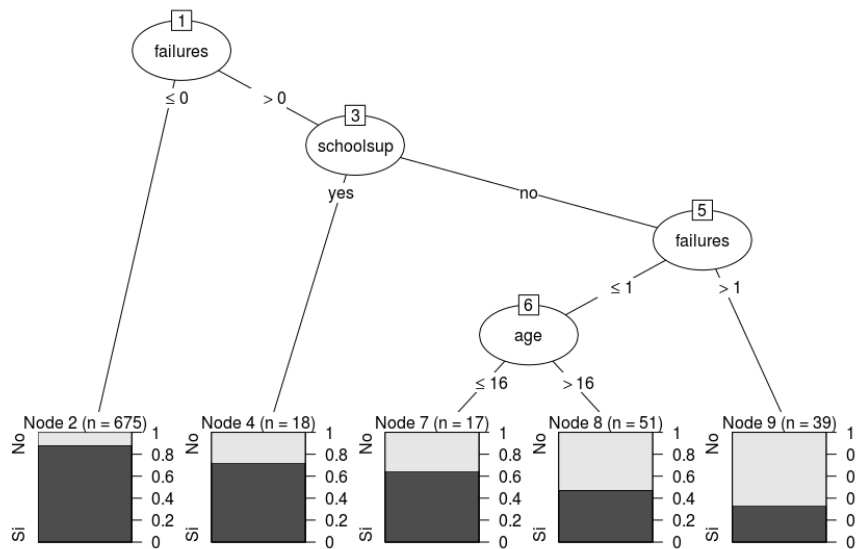 1
failures
≤ 0
> 0
3
schoolsup
yes
no
5
failures
≤ 1
> 1
6
age
≤ 16
> 16
Node 2 (n = 675)
No
Si
1
0.8
0.6
0.4
0.2
0
Node 4 (n = 18)
No
Si
1
0.8
0.6
0.4
0.2
0
Node 7 (n = 17)
No
Si
1
0.8
0.6
0.4
0.2
0
Node 8 (n = 51)
No
Si
1
0.8
0.6
0.4
0.2
0
Node 9 (n = 39)
No
Si
1
0
0
0
0
0